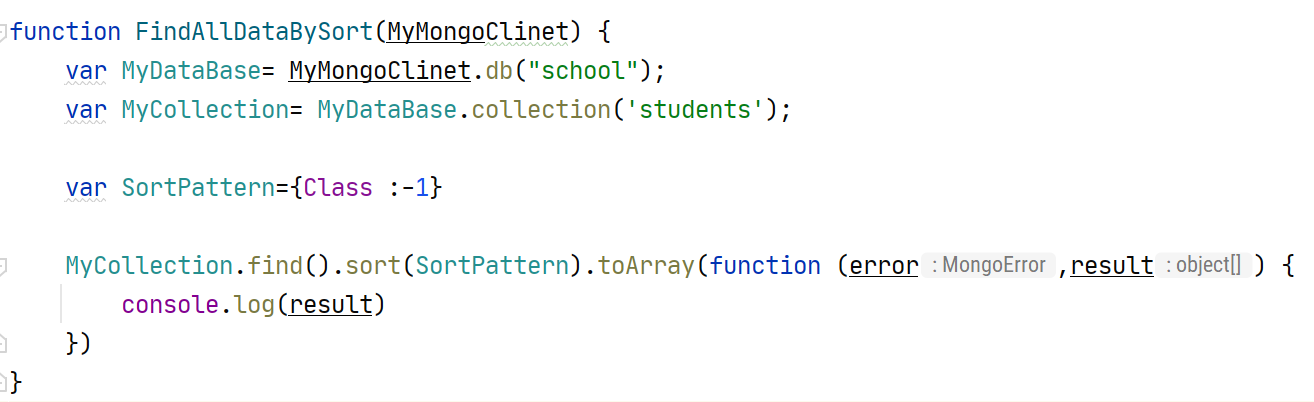 function FindAllDataBySort(MyMongoClinet) {
var MyDataBase= MyMongoClinet.db("school");
var MyCollection= MyDataBase.collection('students');
var SortPattern={Class :-1}
MyCollection.find().sort(SortPattern).toArray(function (error : MongoError ,result : object[] ) {
console.log(result)
})
}